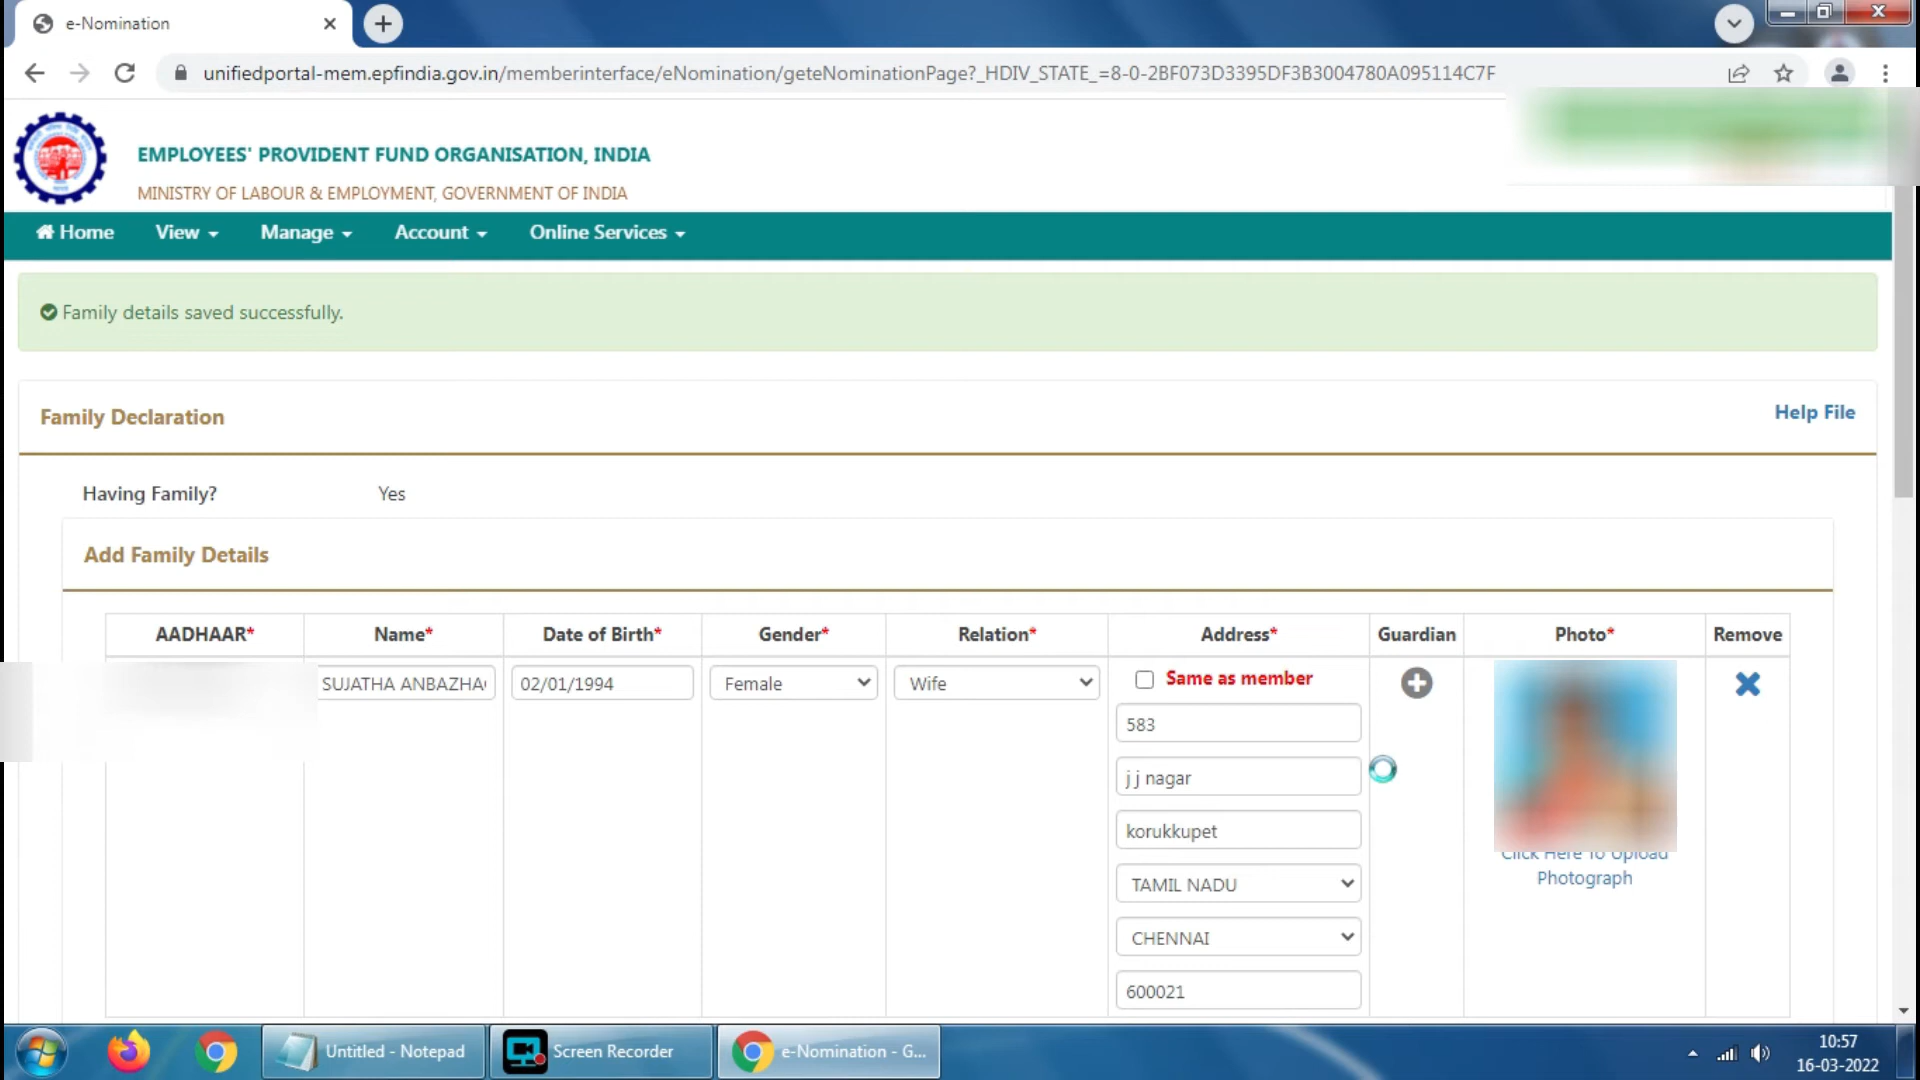 e-Nomination
unifiedportal-mem.epfindia.gov.in/memberinterface/eNomination/geteNominationPage?_HDIV_STATE_=8-0-2BF073D3395DF3B3004780A095114C7F
EMPLOYEES' PROVIDENT FUND ORGANISATION, INDIA
MINISTRY OF LABOUR & EMPLOYMENT, GOVERNMENT OF INDIA
Home View Manage Account Online Services
Family details saved successfully.
Family Declaration Help File
Having Family? Yes
Add Family Details
AADHAAR* Name* Date of Birth* Gender* Relation* Address* Guardian Photo* Remove
Same as member
SUJATHA ANBAZHA 02/01/1994 Female Wife
583
j j nagar
korukkupet
Click Here To Upload
Photograph
TAMIL NADU
CHENNAI
600021
Untitled - Notepad Screen Recorder e-Nomination - G...
10:57
16-03-2022